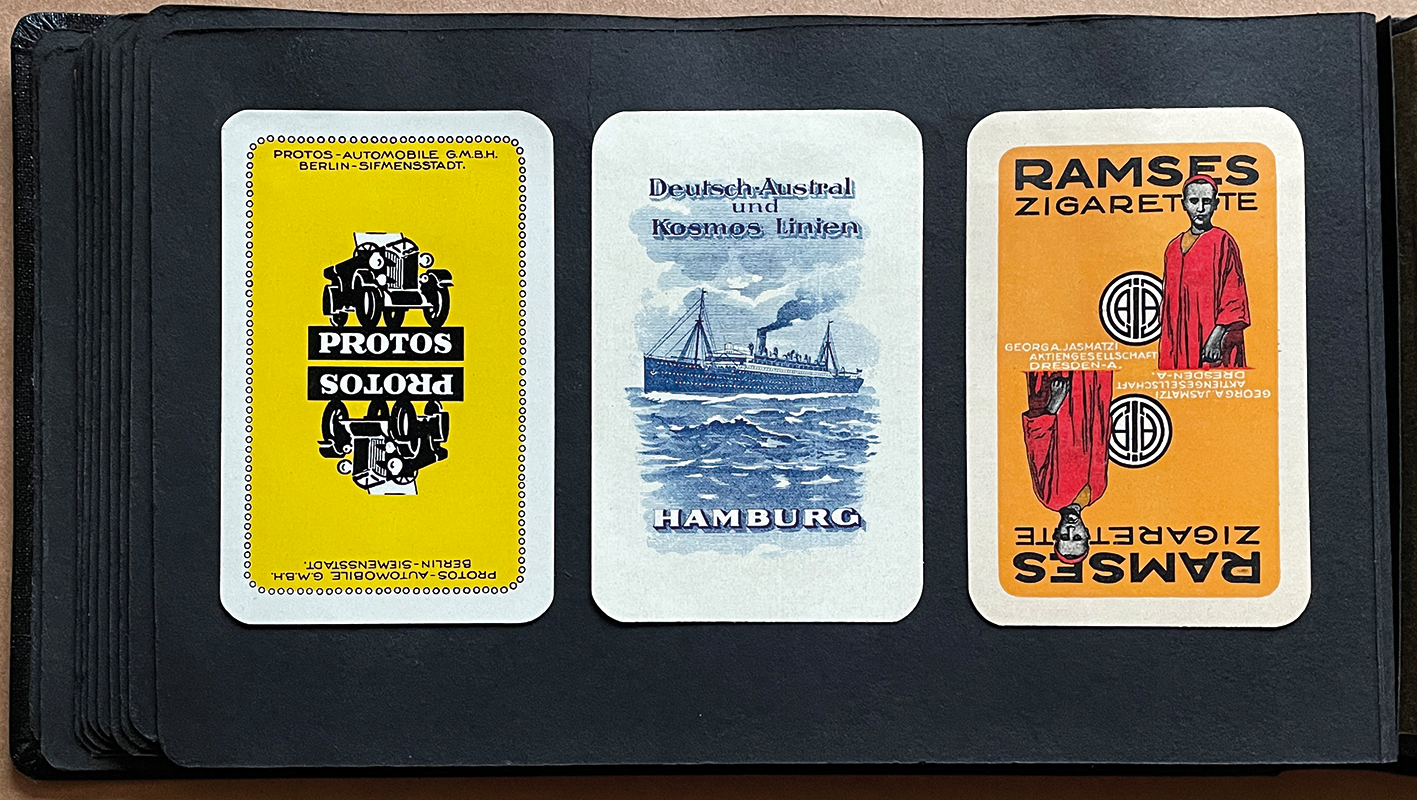 PROTOS-AUTOMOBILE G.M.B.H.
BERLIN-SIFMENSSTADT.
PROTOS
PROTOS
BERLIN-SIEMENSSTADT.
PROTOS-AUTOMOBILE G.M.B.H.
Deutsch-Austral
und
Kosmos Linien
HAMBURG
RAMSES
ZIGARETTE
GEORG A. JASMATZI
AKTIENGESELLSCHAFT
DRESDEN-A.
DRESDEN-A.
AKTIENGESELLSCHAFT
GEORG A. JASMATZI
ZIGARETTE
RAMSES